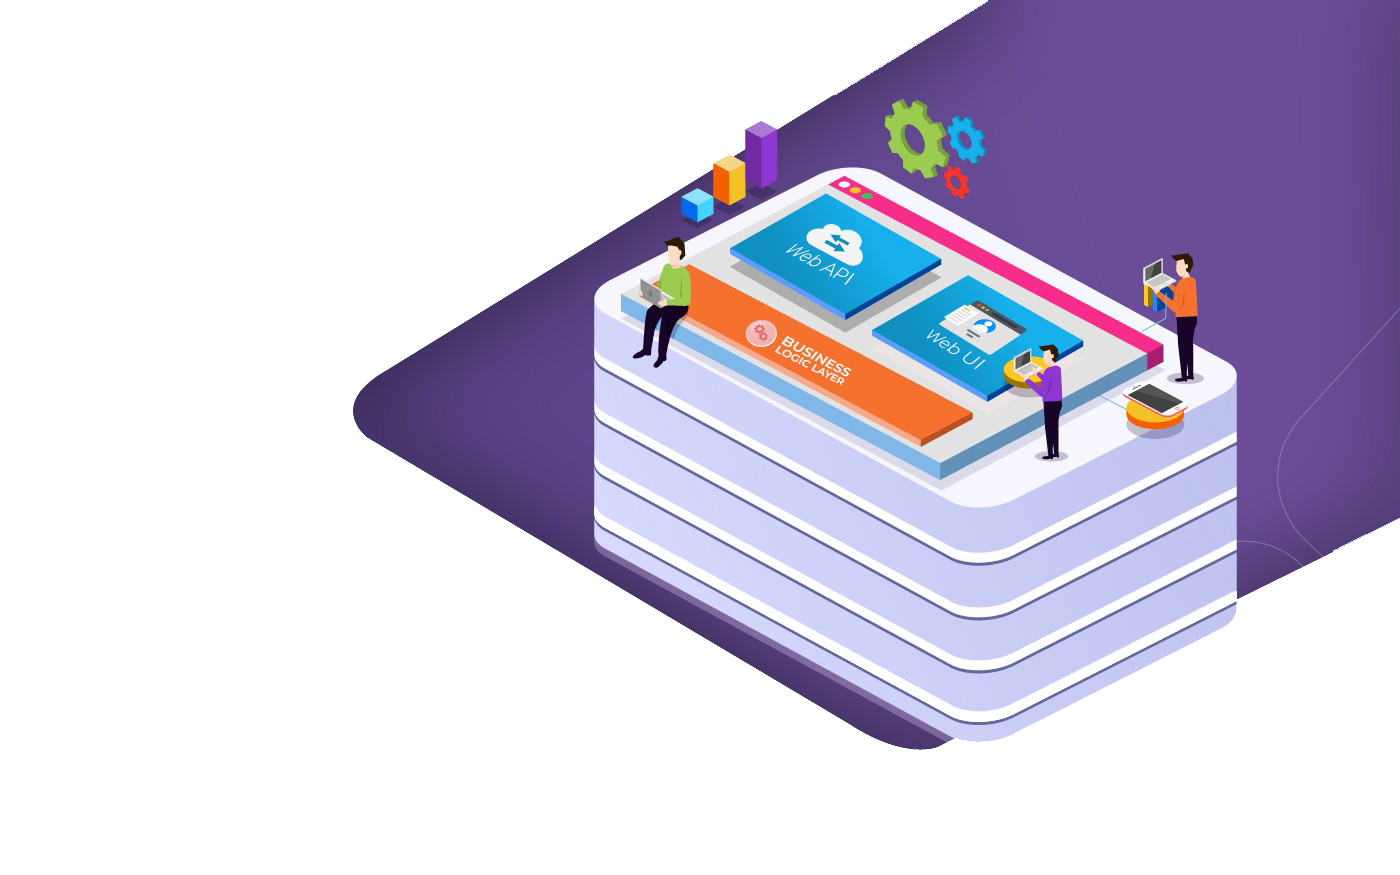 Web API
Web UI
BUSINESS
LOGIC LAYER